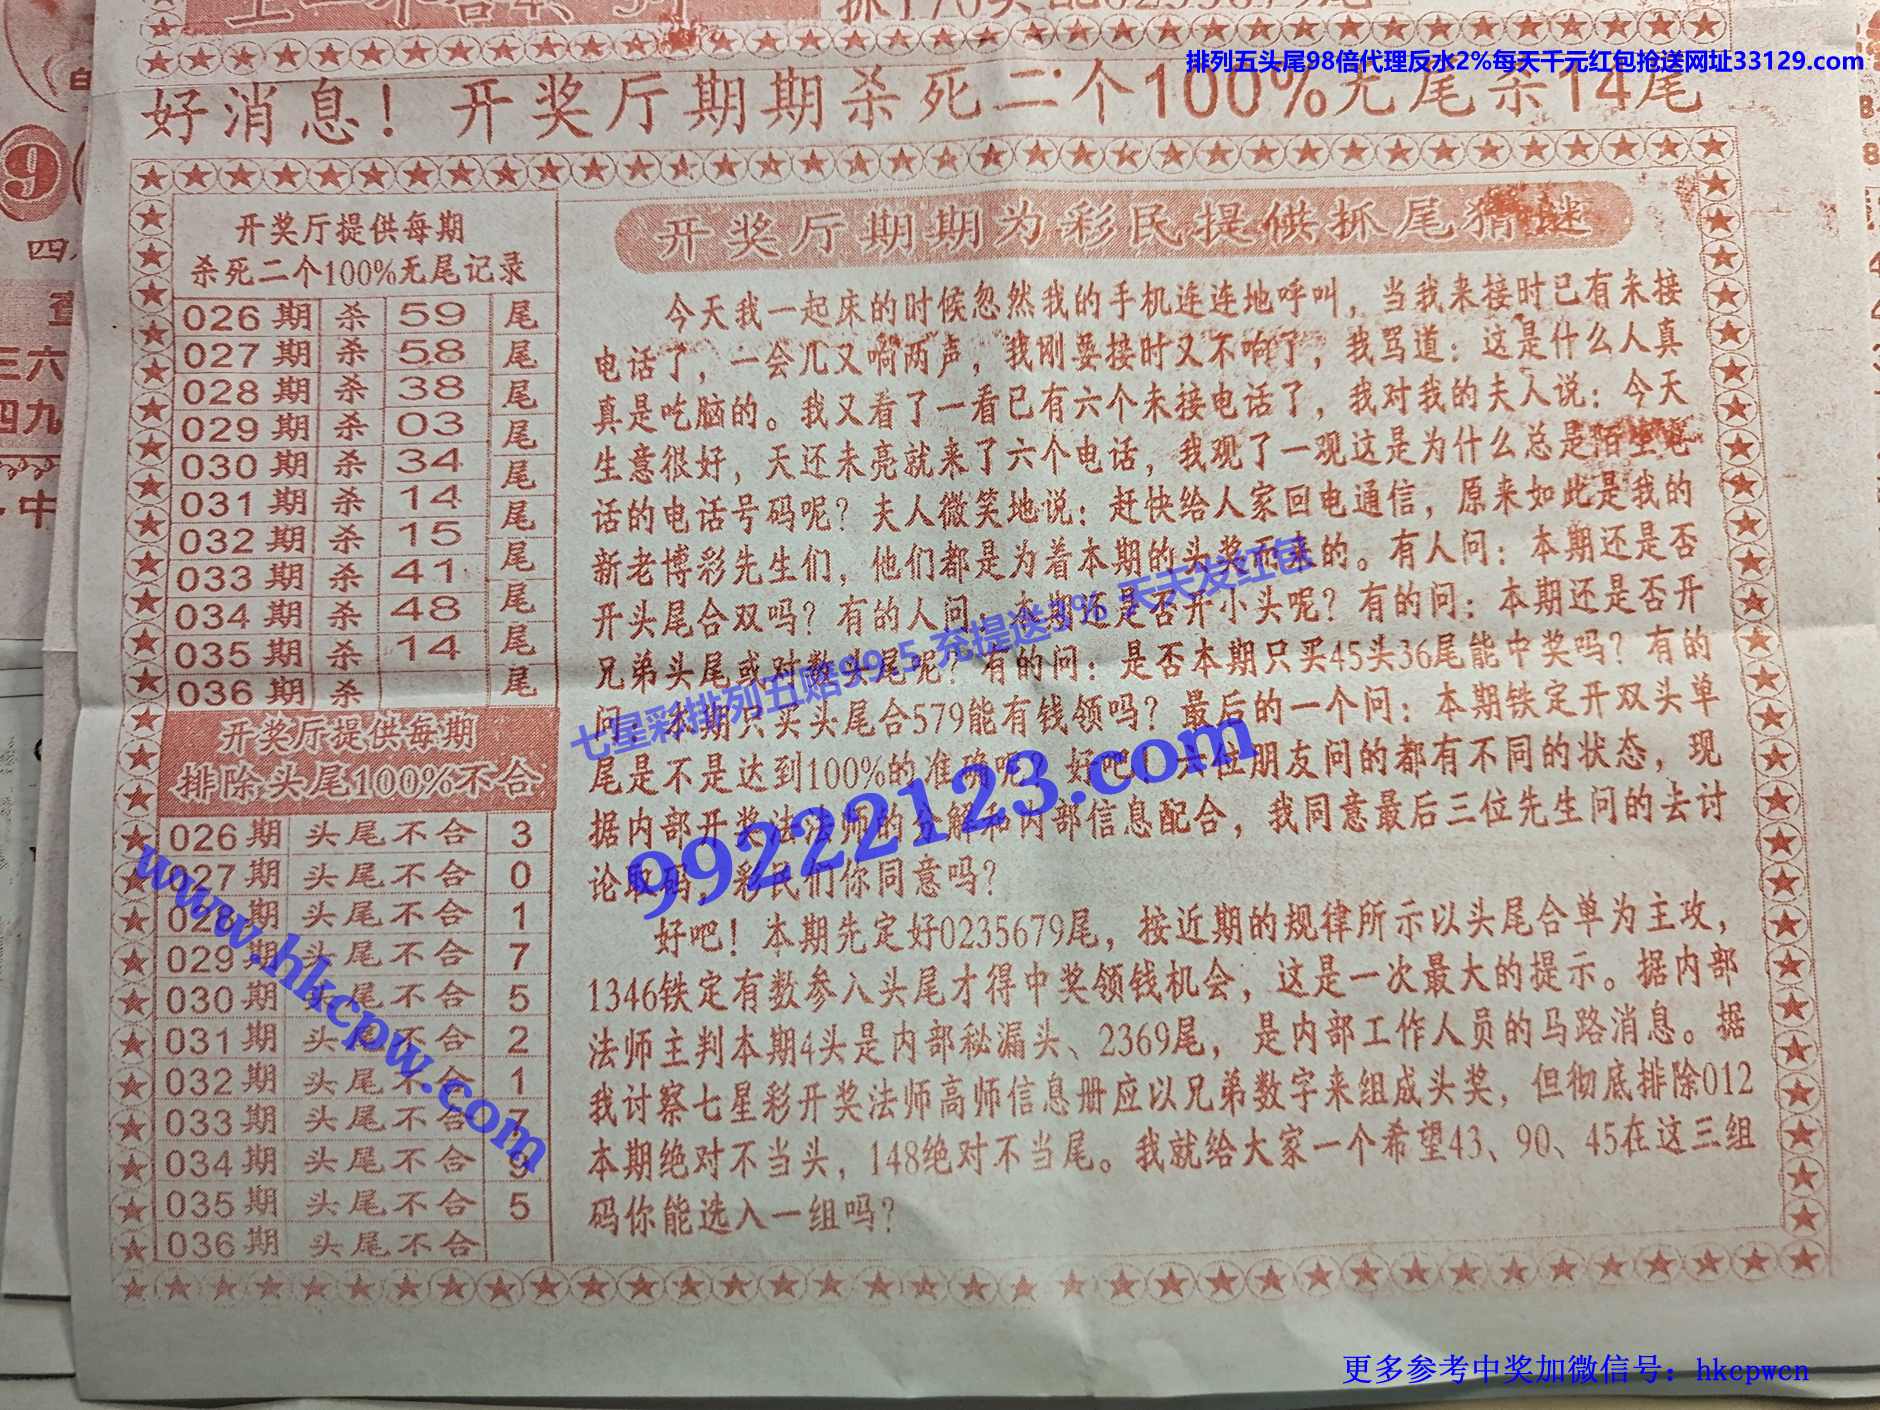 抓170头配0235679尾
排列五头尾98倍代理反水2%每天千元红包抢送网址33129.com
好消息！开奖厅期期杀死二个100%无尾杀14尾
开奖厅提供每期
杀死二个100%无尾记录
026期 杀 59 尾
027期 杀 58 尾
028期 杀 38 尾
029期 杀 03 尾
030期 杀 34 尾
031期 杀 14 尾
032期 杀 15 尾
033期 杀 41 尾
034期 杀 48 尾
035期 杀 14 尾
036期 杀 尾
开奖厅提供每期
排除头尾100%不合
026期 头尾不合 3
027期 头尾不合 0
028期 头尾不合 1
029期 头尾不合 7
030期 头尾不合 5
031期 头尾不合 2
032期 头尾不合 1
033期 头尾不合 7
034期 头尾不合
035期 头尾不合 5
036期 头尾不合
开奖厅期期为彩民提供抓尾猜谜
今天我一起床的时候忽然我的手机连连地呼叫，当我来接时已有未接
电话了，一会儿又响两声，我刚要接时又不响了，我骂道：这是什么人真
真是吃脑的。我又看了一看已有六个未接电话了，我对我的夫人说：今天
生意很好，天还未亮就来了六个电话，我观了一观这是为什么总是陌生电
话的电话号码呢？夫人微笑地说：赶快给人家回电通信，原来如此是我的
新老博彩先生们，他们都是为着本期的头奖而来的。有人问：本期还是否
开头尾合双吗？有的人问：本期还是否开小头呢？有的问：本期还是否开
兄弟头尾或对数头尾呢？有的问：是否本期只买45头36尾能中奖吗？有的
问：本期只买头尾合579能有钱领吗？最后的一个问：本期铁定开双头单
尾是不是达到100%的准确呢？好吧，去位朋友问的都有不同的状态，现
据内部开奖法法师的分解和内部信息配合，我同意最后三位先生问的去讨
论取码，彩民们你同意吗？
好吧！本期先定好0235679尾，按近期的规律所示以头尾合单为主攻，
1346铁定有数参入头尾才得中奖领钱机会，这是一次最大的提示。据内部
法师主判本期4头是内部秘漏头、2369尾，是内部工作人员的马路消息。据
我讨察七星彩开奖法师高师信息册应以兄弟数字来组成头奖，但彻底排除012
本期绝对不当头，148绝对不当尾。我就给大家一个希望43、90、45在这三组
码你能选入一组吗？
七星彩排列五赔99.5 充提送3% 天天发红包
99222123.com
www.hkcpw.com
更多参考中奖加微信号：hkcpwcn